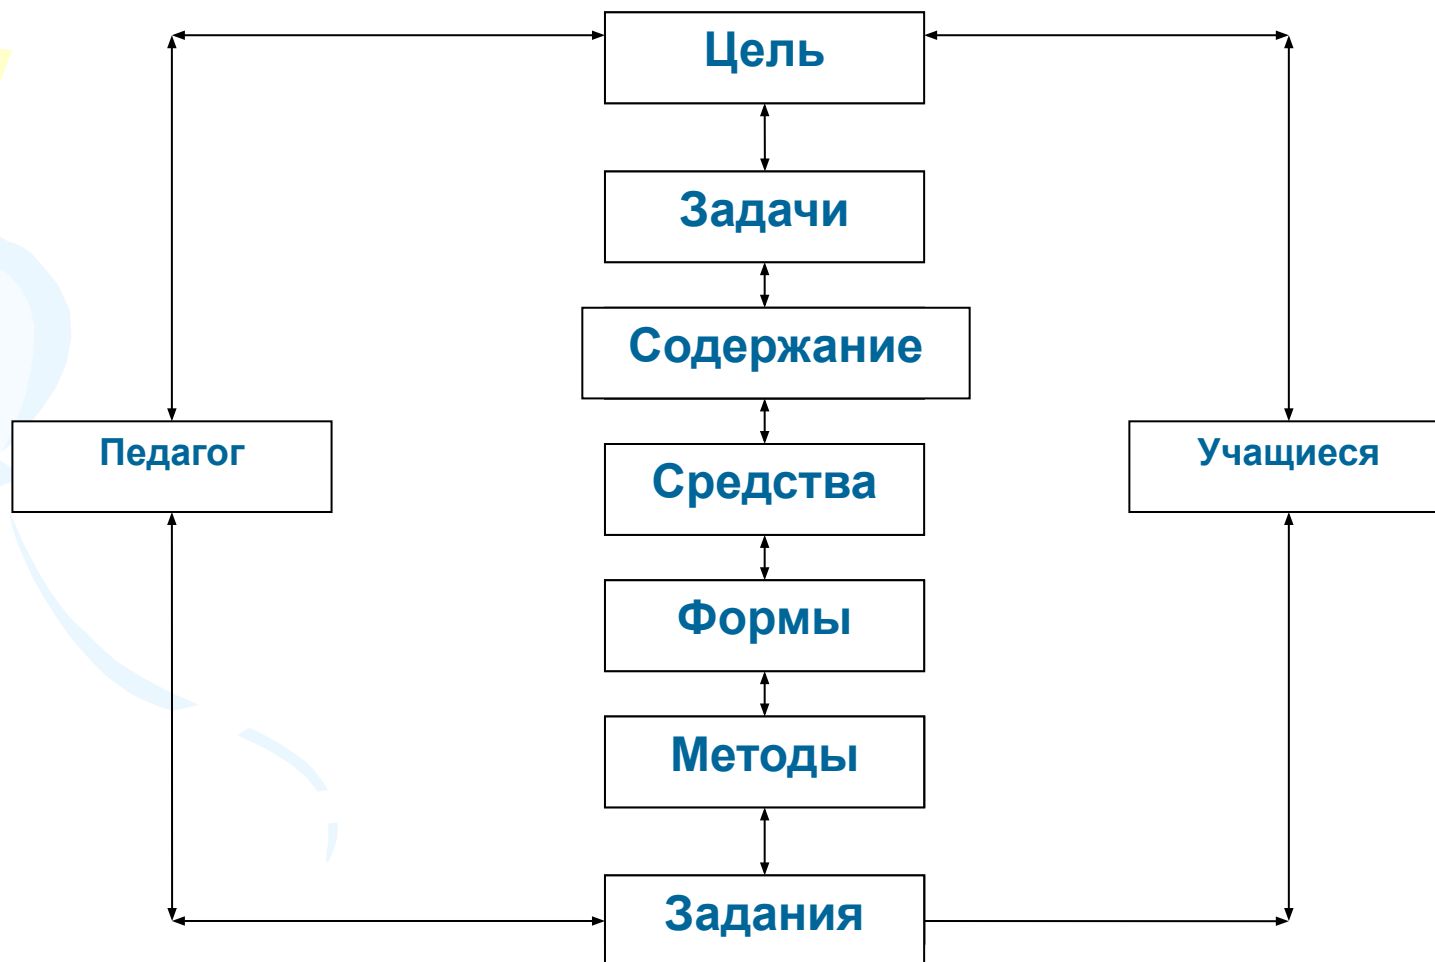 Цель
Задачи
Содержание
Педагог
Учащиеся
Средства
Формы
Методы
Задания